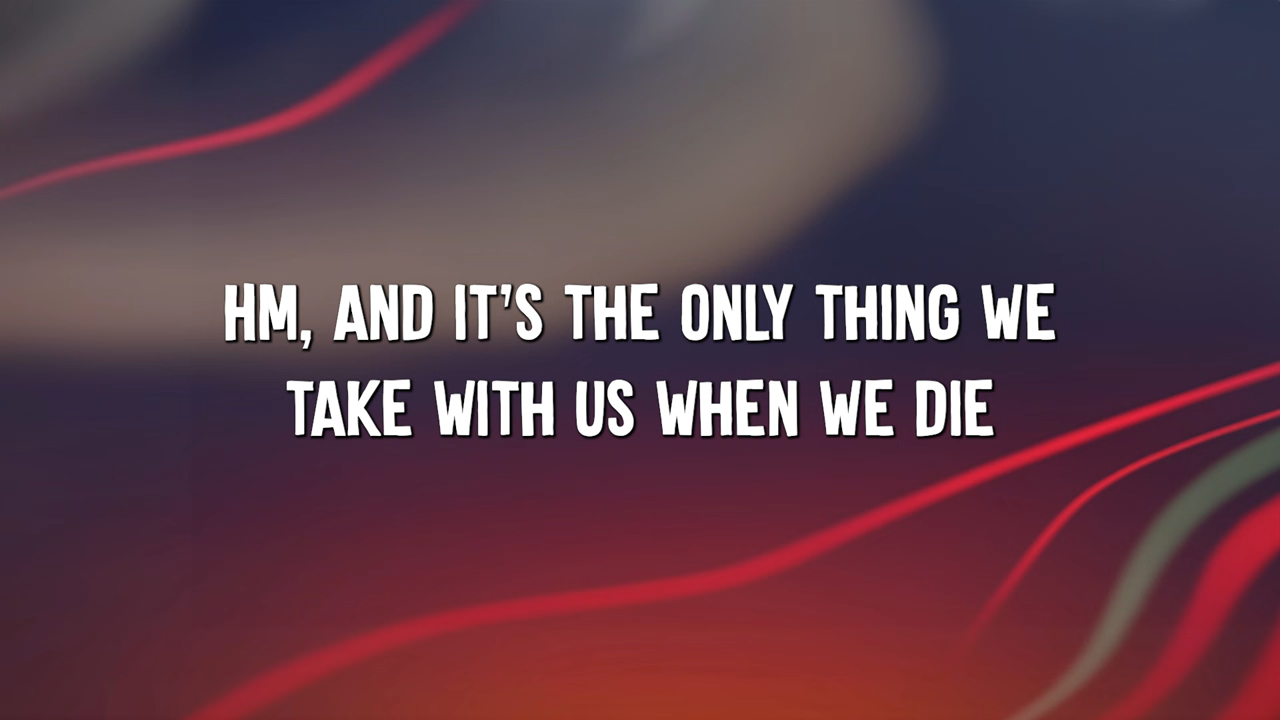 HM, AND IT'S THE ONLY THING WE
TAKE WITH US WHEN WE DIE